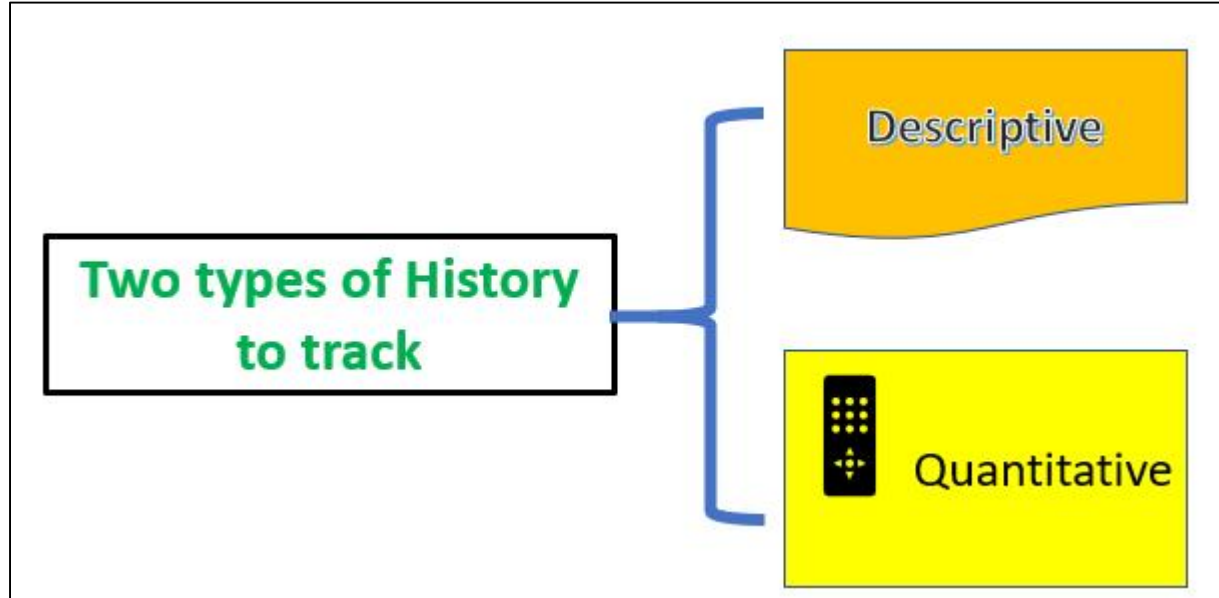 Two types of History
to track
Descriptive
Quantitative